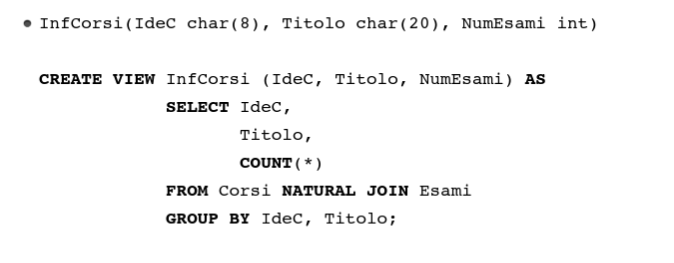 • InfCorsi(IdeC char(8), Titolo char(20), NumEsami int)
CREATE VIEW InfCorsi (IdeC, Titolo, NumEsami) AS
SELECT IdeC,
Titolo,
COUNT(*)
FROM Corsi NATURAL JOIN Esami
GROUP BY IdeC, Titolo;